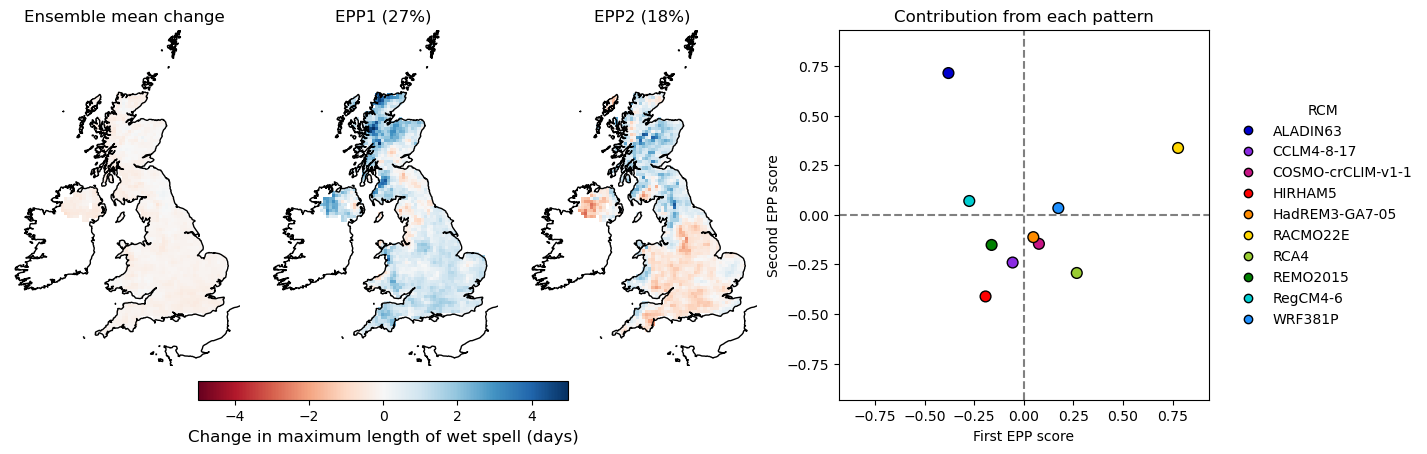 Ensemble mean change
EPP1 (27%)
EPP2 (18%)
Contribution from each pattern
−4 −2 0 2 4
Change in maximum length of wet spell (days)
Second EPP score
0.75
0.50
0.25
0.00
−0.25
−0.50
−0.75
−0.75 −0.50 −0.25 0.00 0.25 0.50 0.75
First EPP score
RCM
ALADIN63
CCLM4-8-17
COSMO-crCLIM-v1-1
HIRHAM5
HadREM3-GA7-05
RACMO22E
RCA4
REMO2015
RegCM4-6
WRF381P